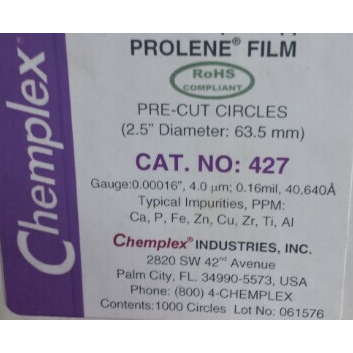 PROLENE® FILM
RoHS
COMPLIANT
PRE-CUT CIRCLES
(2.5" Diameter: 63.5 mm)
CAT. NO: 427
Gauge:0.00016", 4.0 µm; 0.16mil, 40,640Å
Typical Impurities, PPM:
Ca, P, Fe, Zn, Cu, Zr, Ti, Al
Chemplex® INDUSTRIES, INC.
2820 SW 42nd Avenue
Palm City, FL. 34990-5573, USA
Phone: (800) 4-CHEMPLEX
Contents:1000 Circles Lot No: 061576
Chemplex